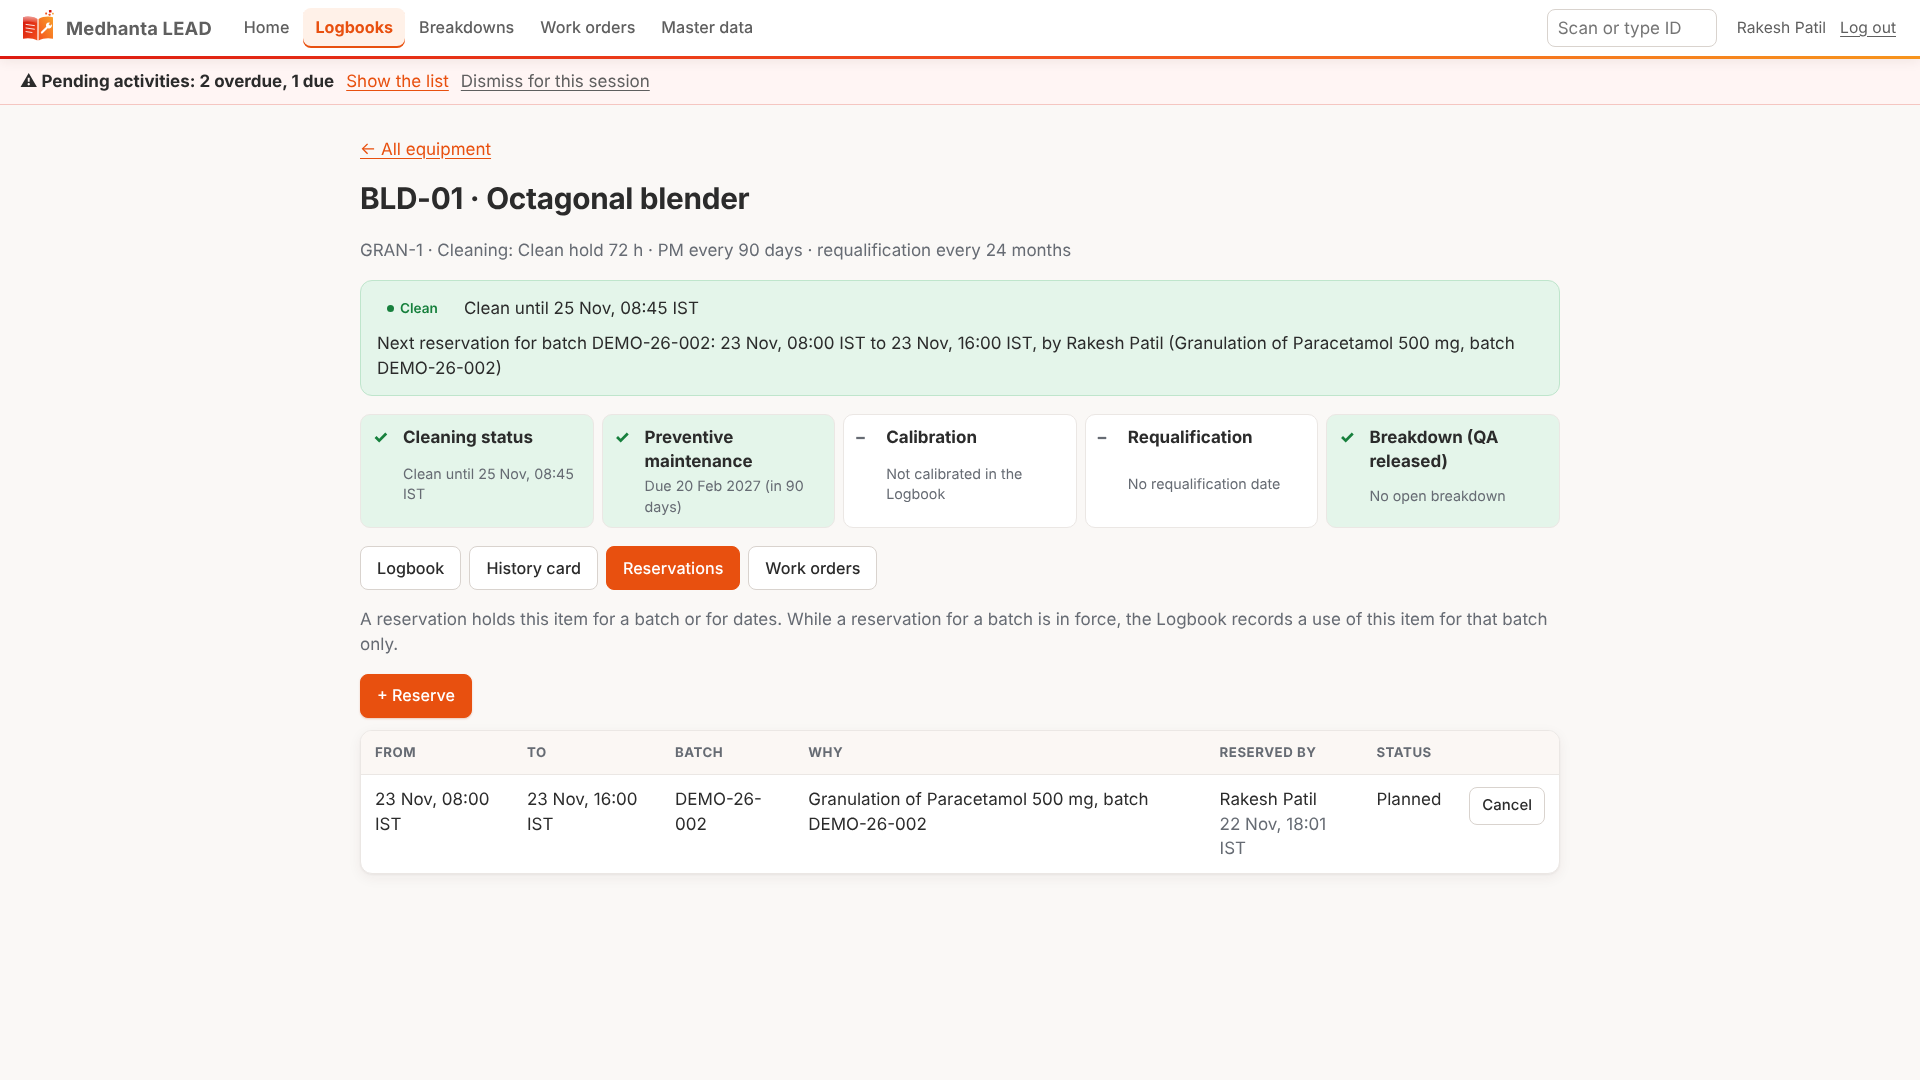 Medhanta LEAD Home Logbooks Breakdowns Work orders Master data Scan or type ID Rakesh Patil Log out
⚠ Pending activities: 2 overdue, 1 due Show the list Dismiss for this session
← All equipment
BLD-01 · Octagonal blender
GRAN-1 · Cleaning: Clean hold 72 h · PM every 90 days · requalification every 24 months
● Clean Clean until 25 Nov, 08:45 IST
Next reservation for batch DEMO-26-002: 23 Nov, 08:00 IST to 23 Nov, 16:00 IST, by Rakesh Patil (Granulation of Paracetamol 500 mg, batch
DEMO-26-002)
✓ Cleaning status
Clean until 25 Nov, 08:45
IST
✓ Preventive
maintenance
Due 20 Feb 2027 (in 90
days)
– Calibration
Not calibrated in the
Logbook
– Requalification
No requalification date
✓ Breakdown (QA
released)
No open breakdown
Logbook History card Reservations Work orders
A reservation holds this item for a batch or for dates. While a reservation for a batch is in force, the Logbook records a use of this item for that batch
only.
+ Reserve
FROM TO BATCH WHY RESERVED BY STATUS
23 Nov, 08:00 23 Nov, 16:00 DEMO-26- Granulation of Paracetamol 500 mg, batch Rakesh Patil Planned Cancel
IST IST 002 DEMO-26-002 22 Nov, 18:01
IST